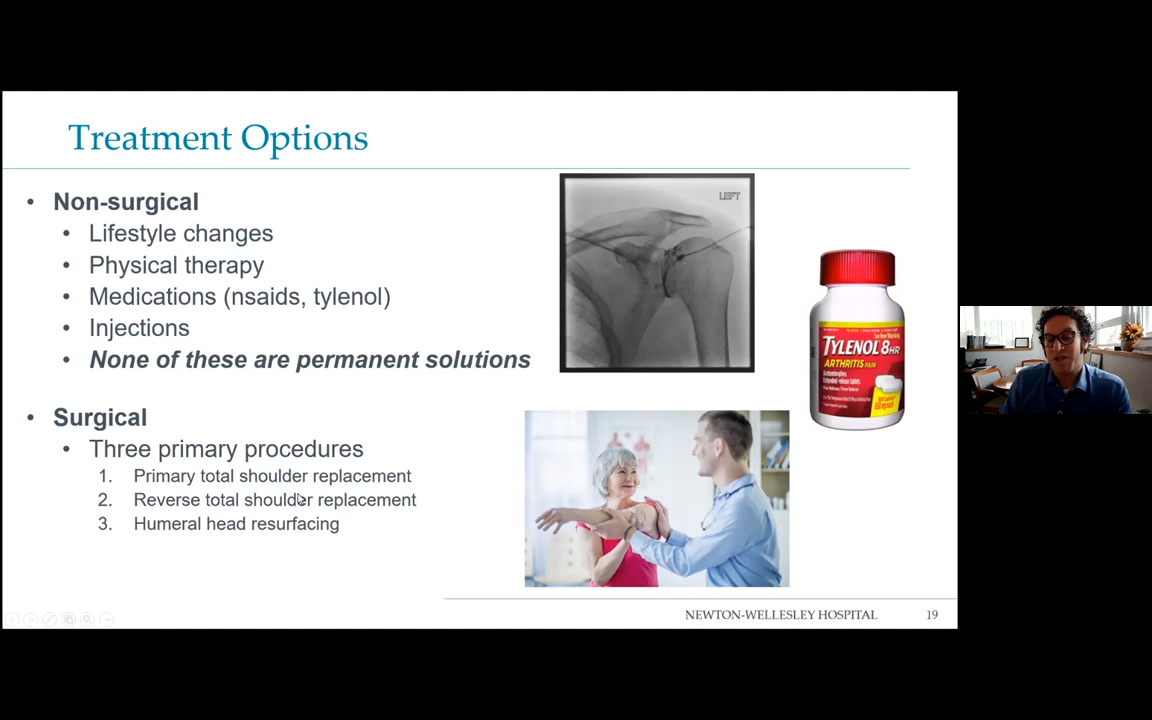 Treatment Options
• Non-surgical
• Lifestyle changes
• Physical therapy
• Medications (nsaids, tylenol)
• Injections
• None of these are permanent solutions
• Surgical
• Three primary procedures
1. Primary total shoulder replacement
2. Reverse total shoulder replacement
3. Humeral head resurfacing
LEFT
TYLENOL 8HR
ARTHRITIS PAIN
NEWTON-WELLESLEY HOSPITAL
19